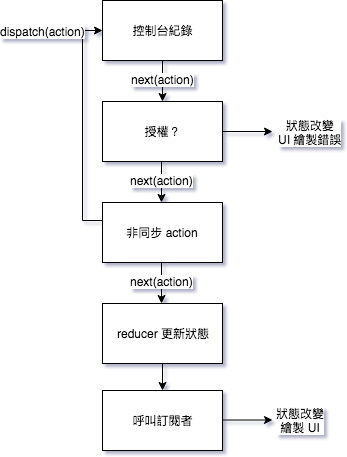 控制台紀錄
dispatch(action)
next(action)
授權？
狀態改變
UI 繪製錯誤
next(action)
非同步 action
next(action)
reducer 更新狀態
呼叫訂閱者
狀態改變
繪製 UI